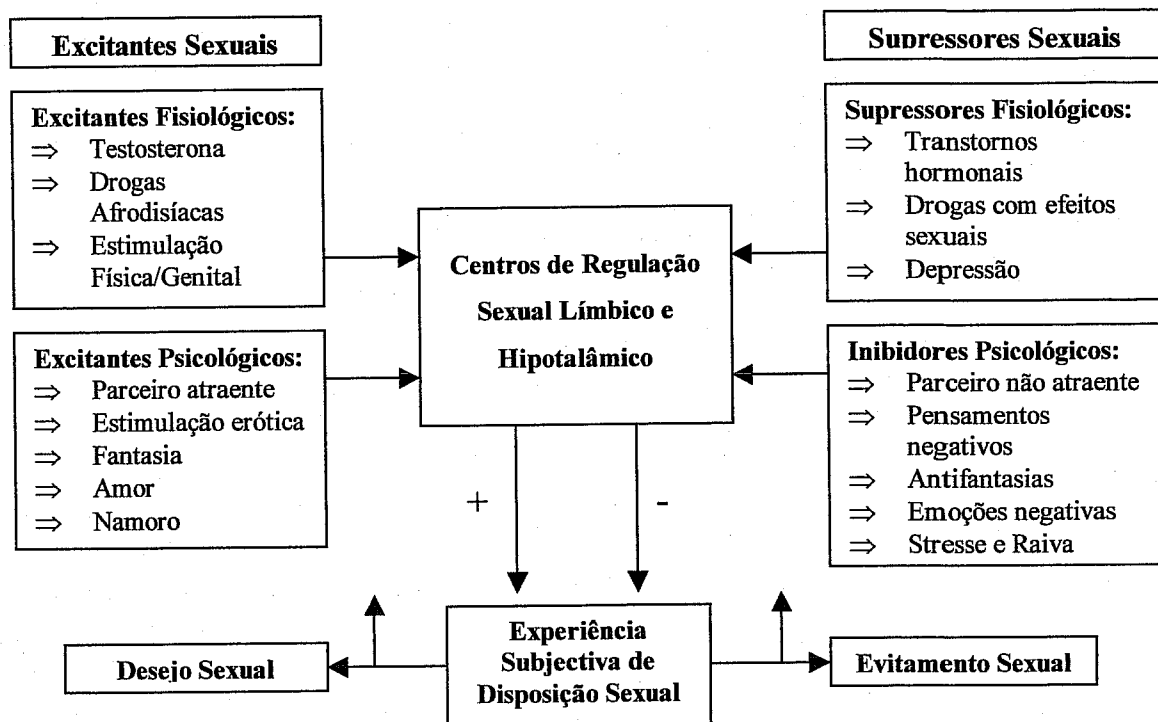 Excitantes Sexuais
Excitantes Fisiológicos:
⇒ Testosterona
⇒ Drogas
Afrodisíacas
⇒ Estimulação
Física/Genital
Excitantes Psicológicos:
⇒ Parceiro atraente
⇒ Estimulação erótica
⇒ Fantasia
⇒ Amor
⇒ Namoro
Centros de Regulação
Sexual Límbico e
Hipotalâmico
+
-
Supressores Sexuais
Supressores Fisiológicos:
⇒ Transtornos
hormonais
⇒ Drogas com efeitos
sexuais
⇒ Depressão
Inibidores Psicológicos:
⇒ Parceiro não atraente
⇒ Pensamentos
negativos
⇒ Antifantasias
⇒ Emoções negativas
⇒ Stresse e Raiva
Desejo Sexual
Experiência
Subjectiva de
Disposição Sexual
Evitamento Sexual